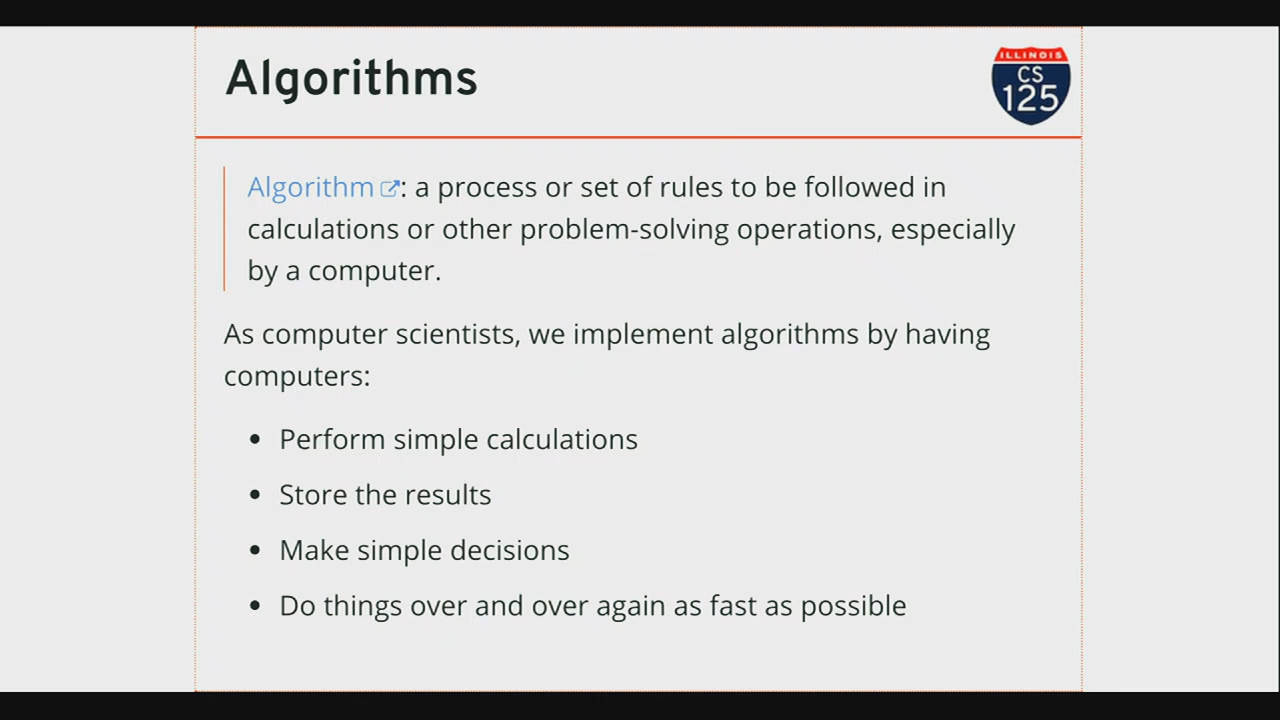 Algorithms
ILLINOIS
CS
125
Algorithm: a process or set of rules to be followed in
calculations or other problem-solving operations, especially
by a computer.
As computer scientists, we implement algorithms by having
computers:
• Perform simple calculations
• Store the results
• Make simple decisions
• Do things over and over again as fast as possible